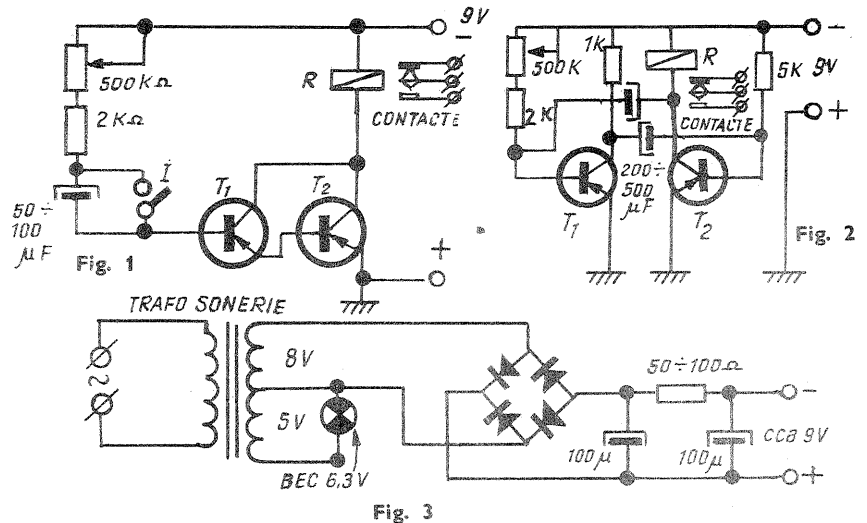 9V
−
500KΩ
2KΩ
50÷
100
μF
İ
T1
T2
R
CONTACTE
+
Fig. 1
500K
2K
1K
R
5K
9V
−
+
CONTACTE
200÷
500
μF
T1
T2
Fig. 2
TRAFO SONERIE
8V
5V
BEC 6,3V
50÷100Ω
−
100μ
100μ
cca 9V
+
Fig. 3